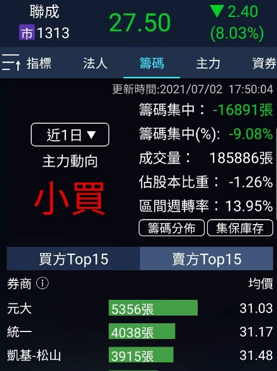 聯成
市 1313
27.50
▼ 2.40
(8.03%)
指標 法人 籌碼 主力 資券
更新時間:2021/07/02 17:50:04
近1日▼
主力動向
小買
籌碼集中： -16891張
籌碼集中(%): -9.08%
成交量： 185886張
佔股本比重： -1.26%
區間週轉率： 13.95%
籌碼分佈 集保庫存
買方Top15 賣方Top15
券商 ⓘ 均價
元大 5356張 31.03
統一 4038張 31.17
凱基-松山 3915張 31.48